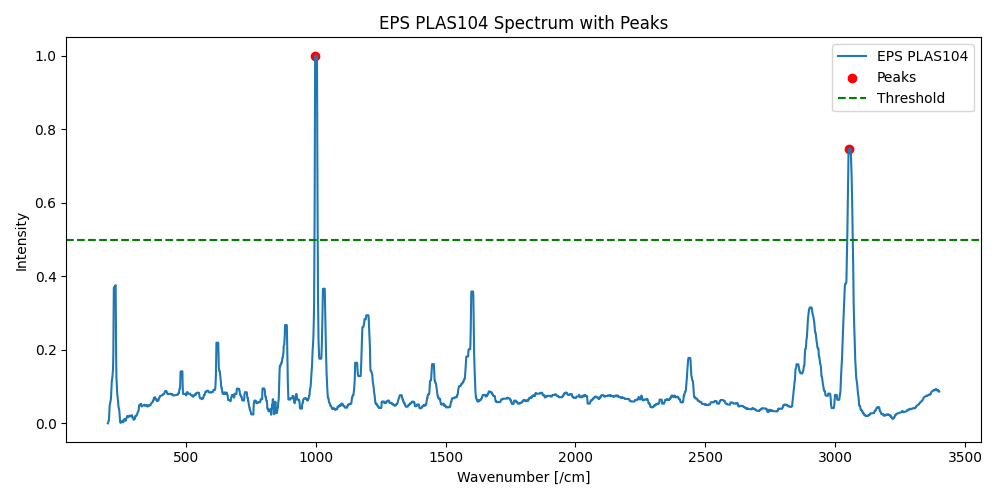 EPS PLAS104 Spectrum with Peaks
EPS PLAS104
Peaks
Threshold
Intensity
1.0
0.8
0.6
0.4
0.2
0.0
500 1000 1500 2000 2500 3000 3500
Wavenumber [/cm]